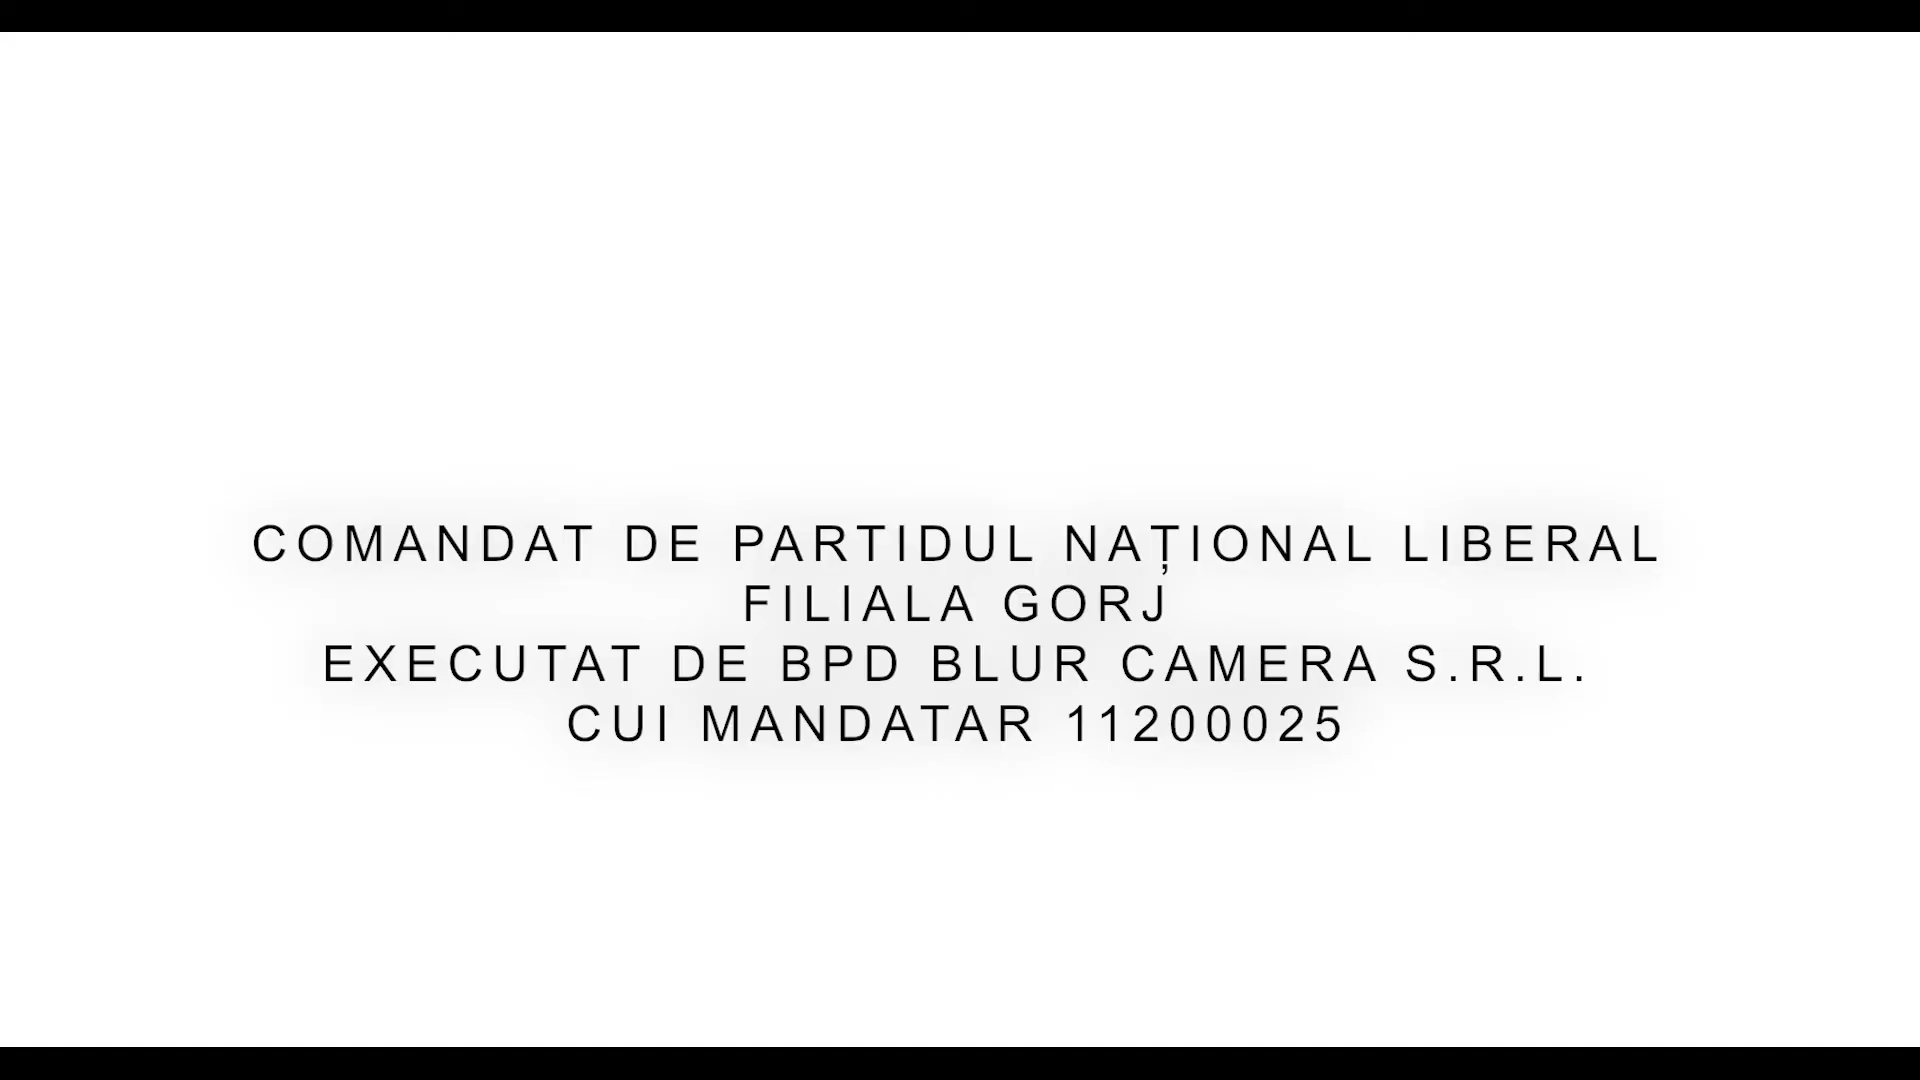 COMANDAT DE PARTIDUL NAȚIONAL LIBERAL
FILIALA GORJ
EXECUTAT DE BPD BLUR CAMERA S.R.L.
CUI MANDATAR 11200025